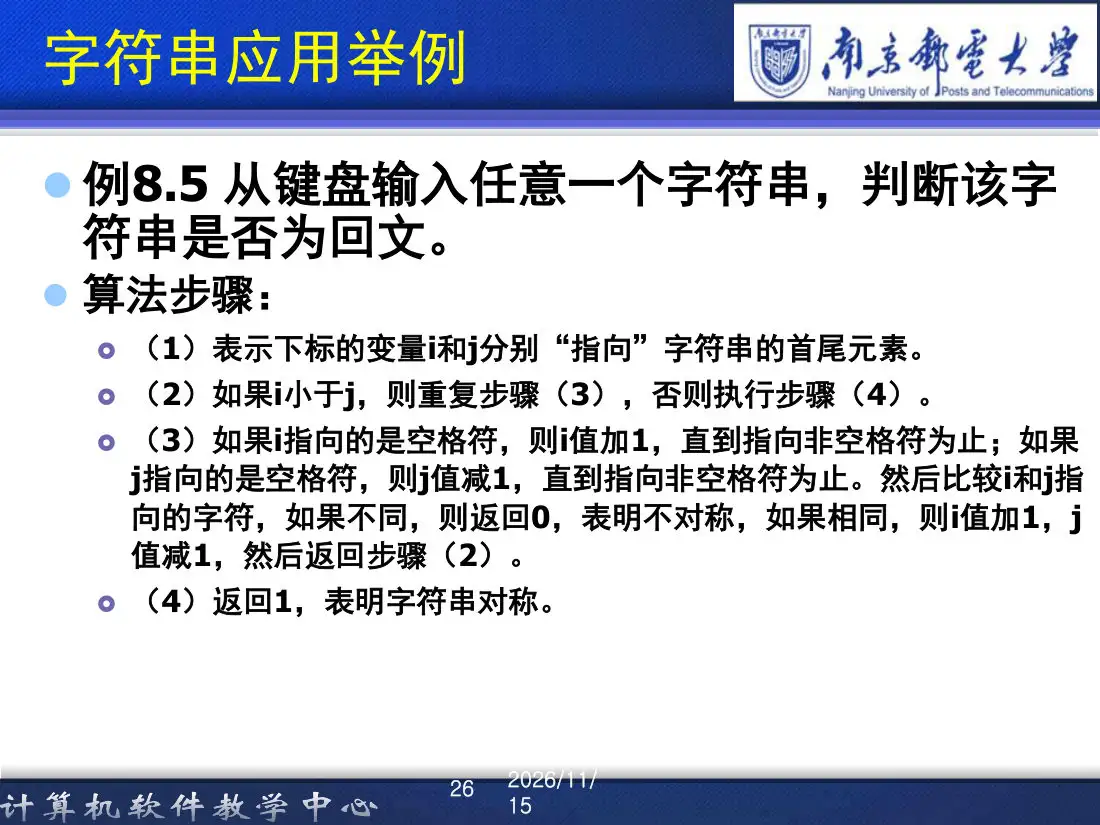 字符串应用举例
南京郵電大學
Nanjing University of Posts and Telecommunications
例8.5 从键盘输入任意一个字符串，判断该字
符串是否为回文。
算法步骤：
（1）表示下标的变量i和j分别“指向”字符串的首尾元素。
（2）如果i小于j，则重复步骤（3），否则执行步骤（4）。
（3）如果i指向的是空格符，则i值加1，直到指向非空格符为止；如果
j指向的是空格符，则j值减1，直到指向非空格符为止。然后比较i和j指
向的字符，如果不同，则返回0，表明不对称，如果相同，则i值加1，j
值减1，然后返回步骤（2）。
（4）返回1，表明字符串对称。
计算机软件教学中心
26
2026/11/
15